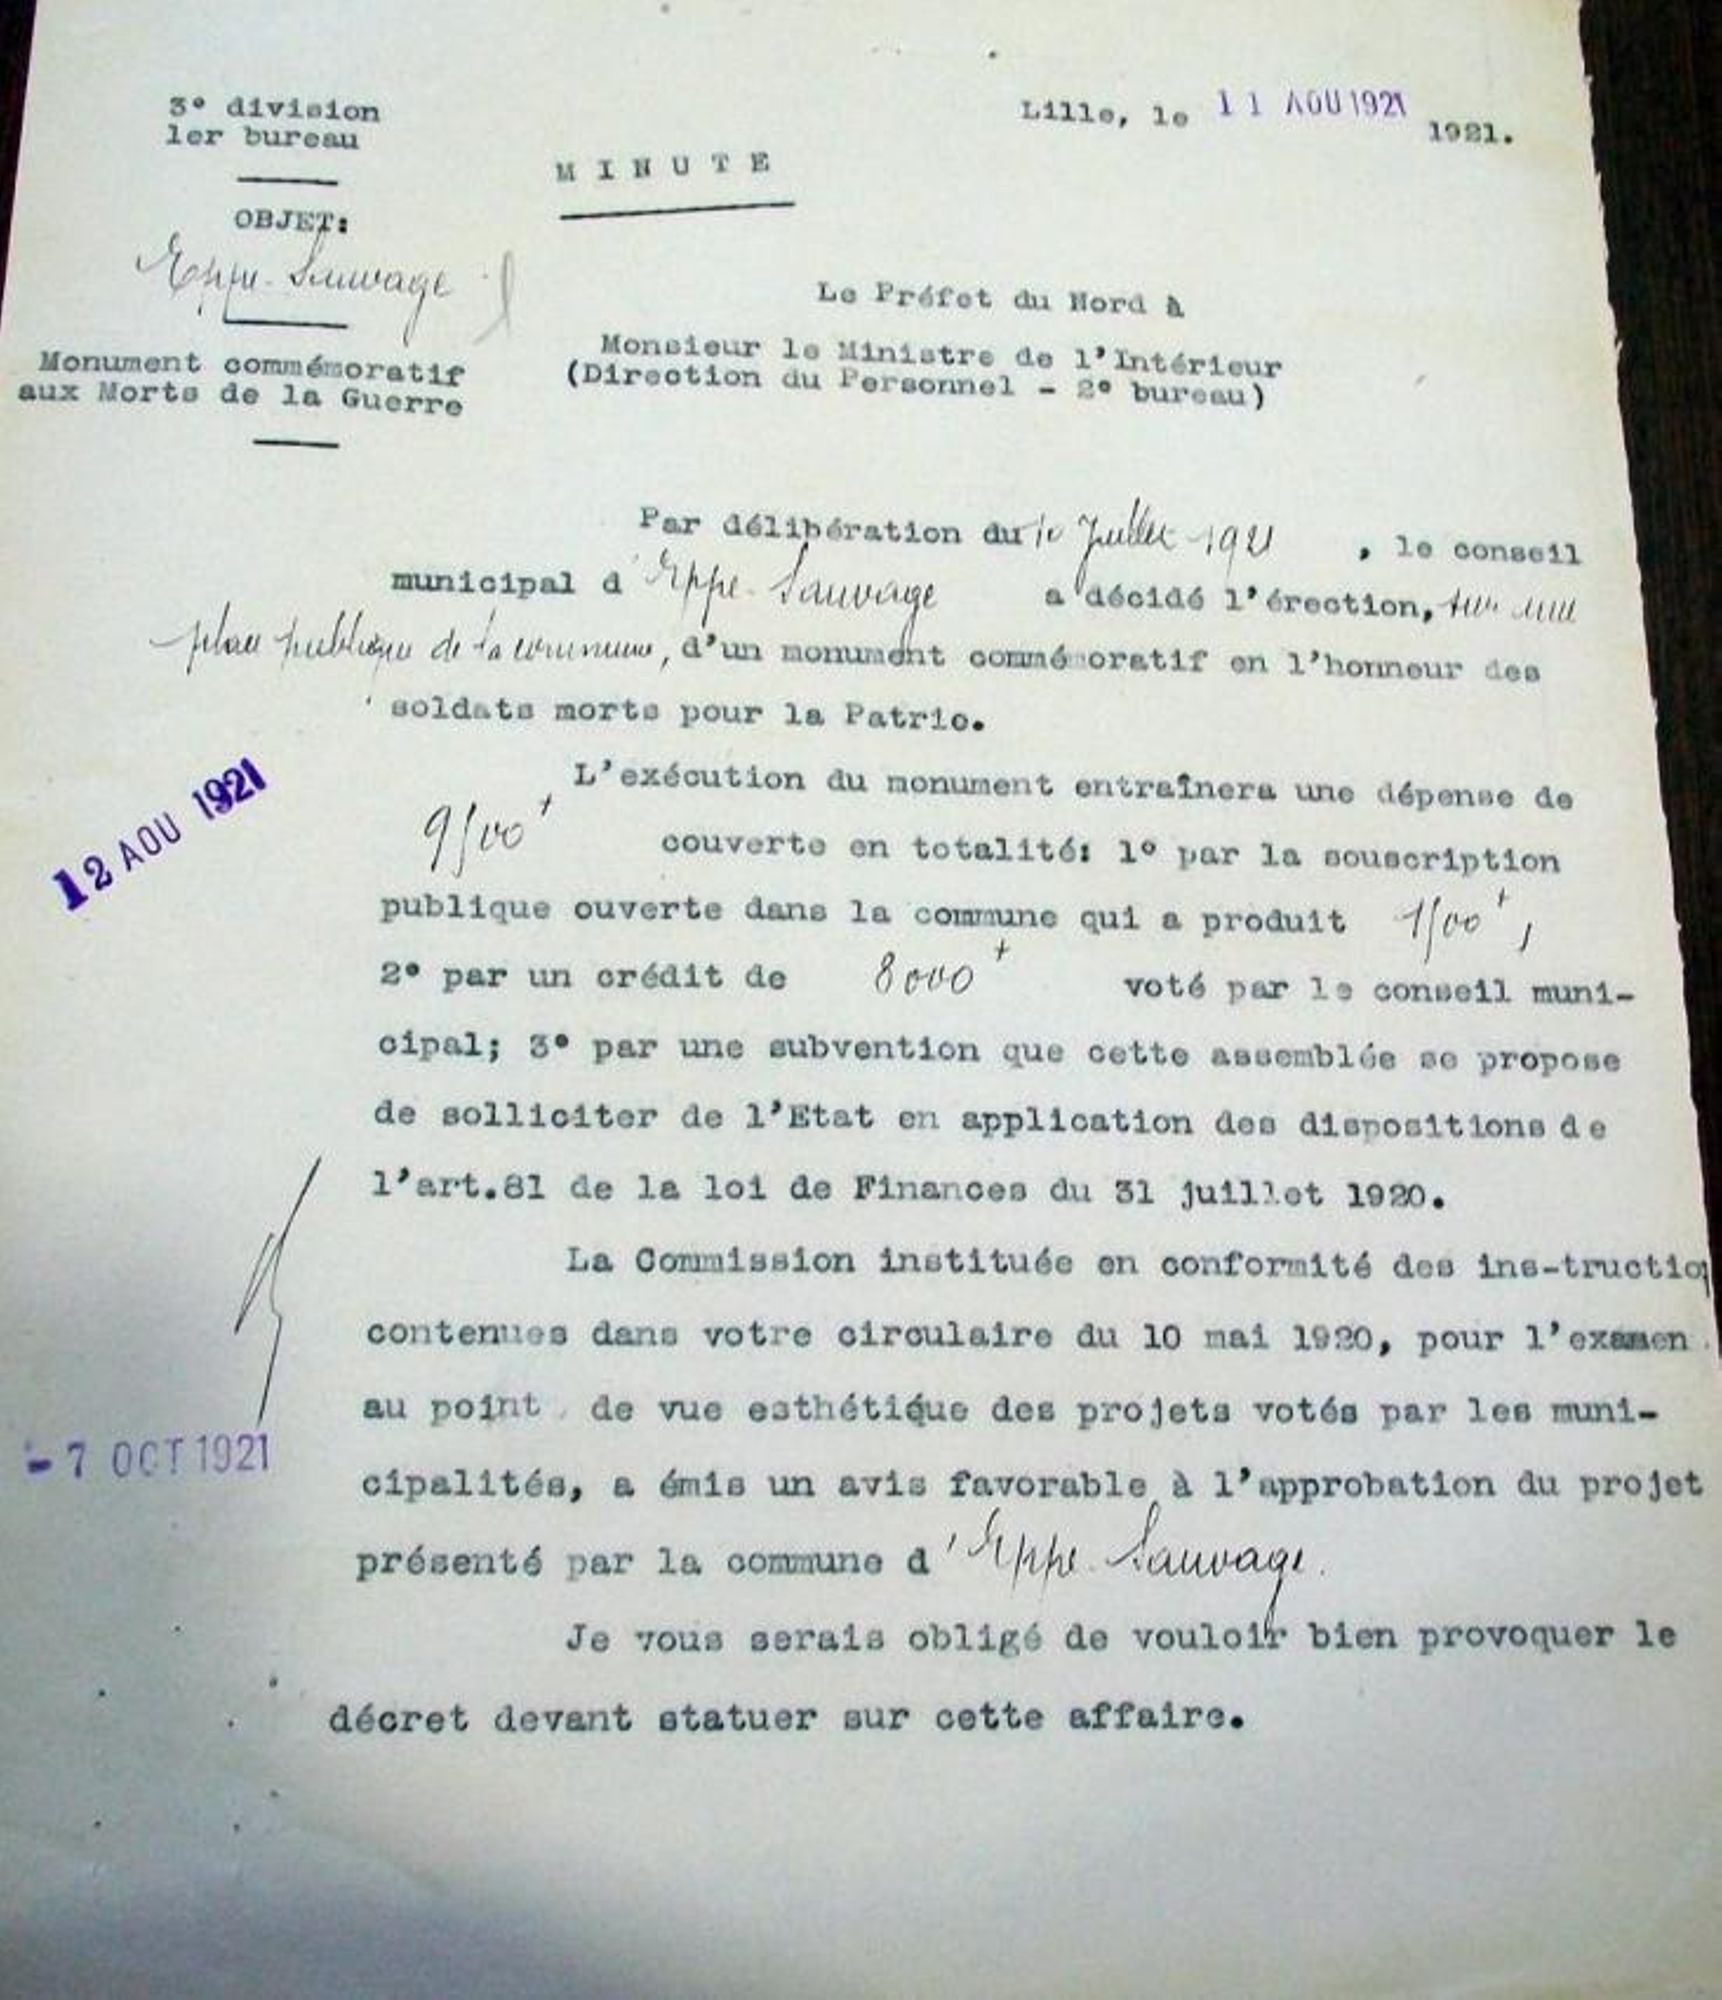 3° division
1er bureau
Lille, le 11 AOU 1921 1921.
MINUTE
OBJET:
Eppe-Sauvage
Monument commémoratif
aux Morts de la Guerre
Le Préfet du Nord à
Monsieur le Ministre de l'Intérieur
(Direction du Personnel - 2° bureau)
Par délibération du 10 Juillet 1921, le conseil
municipal d'Eppe-Sauvage a décidé l'érection, sur une
place publique de la commune, d'un monument commémoratif en l'honneur des
soldats morts pour la Patrie.
12 AOU 1921
L'exécution du monument entraînera une dépense de
9500 f couverte en totalité: 1° par la souscription
publique ouverte dans la commune qui a produit 1500 f,
2° par un crédit de 8000 f voté par le conseil muni-
cipal; 3° par une subvention que cette assemblée se propose
de solliciter de l'Etat en application des dispositions de
l'art.81 de la loi de Finances du 31 juillet 1920.
La Commission instituée en conformité des ins-truction
contenues dans votre circulaire du 10 mai 1920, pour l'examen
au point de vue esthétique des projets votés par les muni-
-7 OCT 1921
cipalités, a émis un avis favorable à l'approbation du projet
présenté par la commune d'Eppe-Sauvage.
Je vous serais obligé de vouloir bien provoquer le
décret devant statuer sur cette affaire.